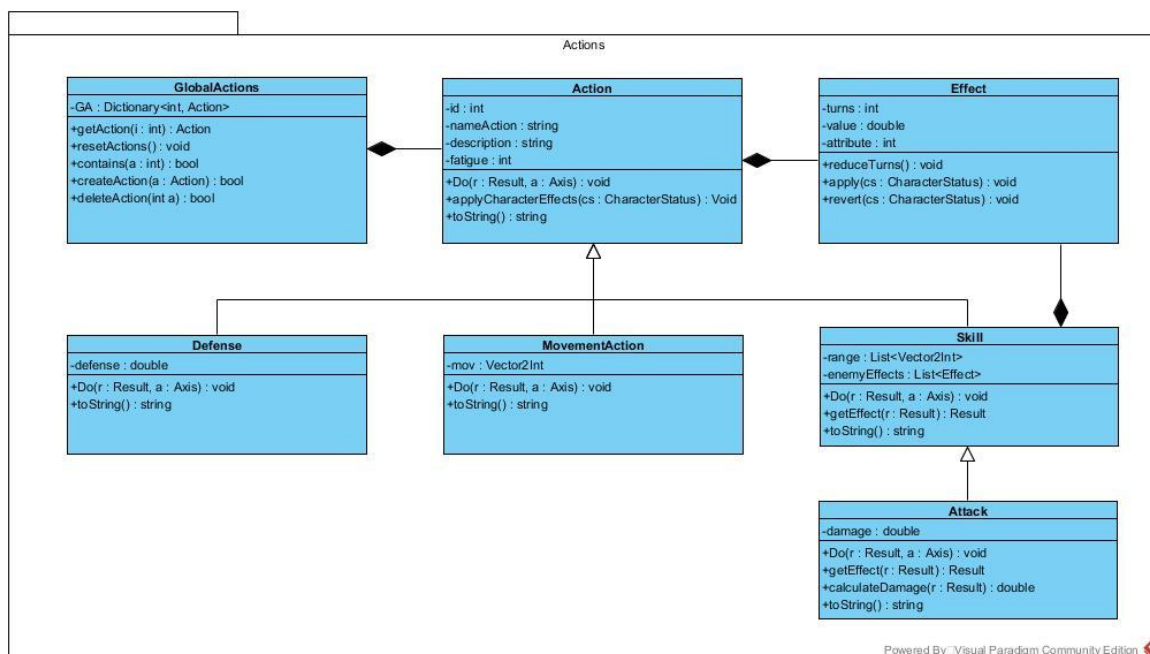 Actions
GlobalActions
-GA : Dictionary<int, Action>
+getAction(i : int) : Action
+resetActions() : void
+contains(a : int) : bool
+createAction(a : Action) : bool
+deleteAction(int a) : bool
Action
-id : int
-nameAction : string
-description : string
-fatigue : int
+Do(r : Result, a : Axis) : void
+applyCharacterEffects(cs : CharacterStatus) : Void
+toString() : string
Effect
-turns : int
-value : double
-attribute : int
+reduceTurns() : void
+apply(cs : CharacterStatus) : void
+revert(cs : CharacterStatus) : void
Defense
-defense : double
+Do(r : Result, a : Axis) : void
+toString() : string
MovementAction
-mov : Vector2Int
+Do(r : Result, a : Axis) : void
+toString() : string
Skill
-range : List<Vector2Int>
-enemyEffects : List<Effect>
+Do(r : Result, a : Axis) : void
+getEffect(r : Result) : Result
+toString() : string
Attack
-damage : double
+Do(r : Result, a : Axis) : void
+getEffect(r : Result) : Result
+calculateDamage(r : Result) : double
+toString() : string
Powered By Visual Paradigm Community Edition